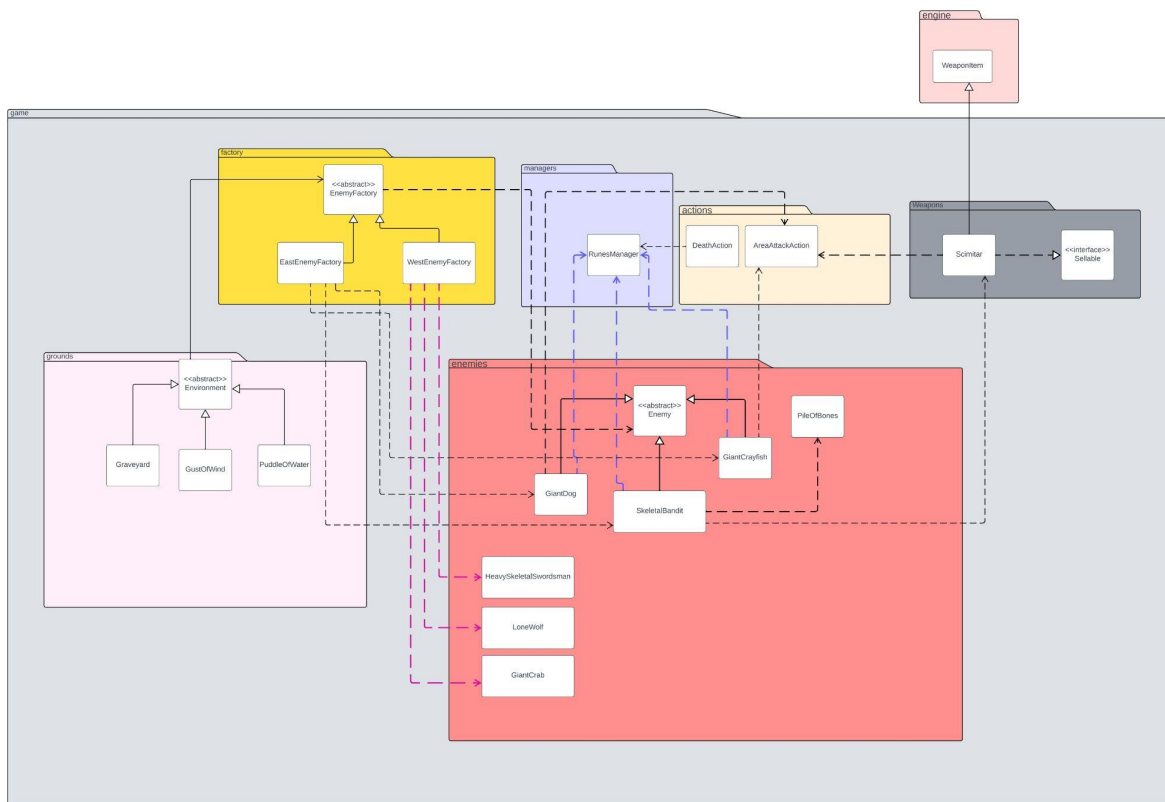 engine
WeaponItem
game
factory
<<abstract>>
EnemyFactory
EastEnemyFactory
WestEnemyFactory
managers
RunesManager
actions
DeathAction
AreaAttackAction
Weapons
Scimitar
<<interface>>
Sellable
grounds
<<abstract>>
Environment
Graveyard
GustOfWind
PuddleOfWater
enemies
<<abstract>>
Enemy
PileOfBones
GiantCrayfish
GiantDog
SkeletalBandit
HeavySkeletalSwordsman
LoneWolf
GiantCrab